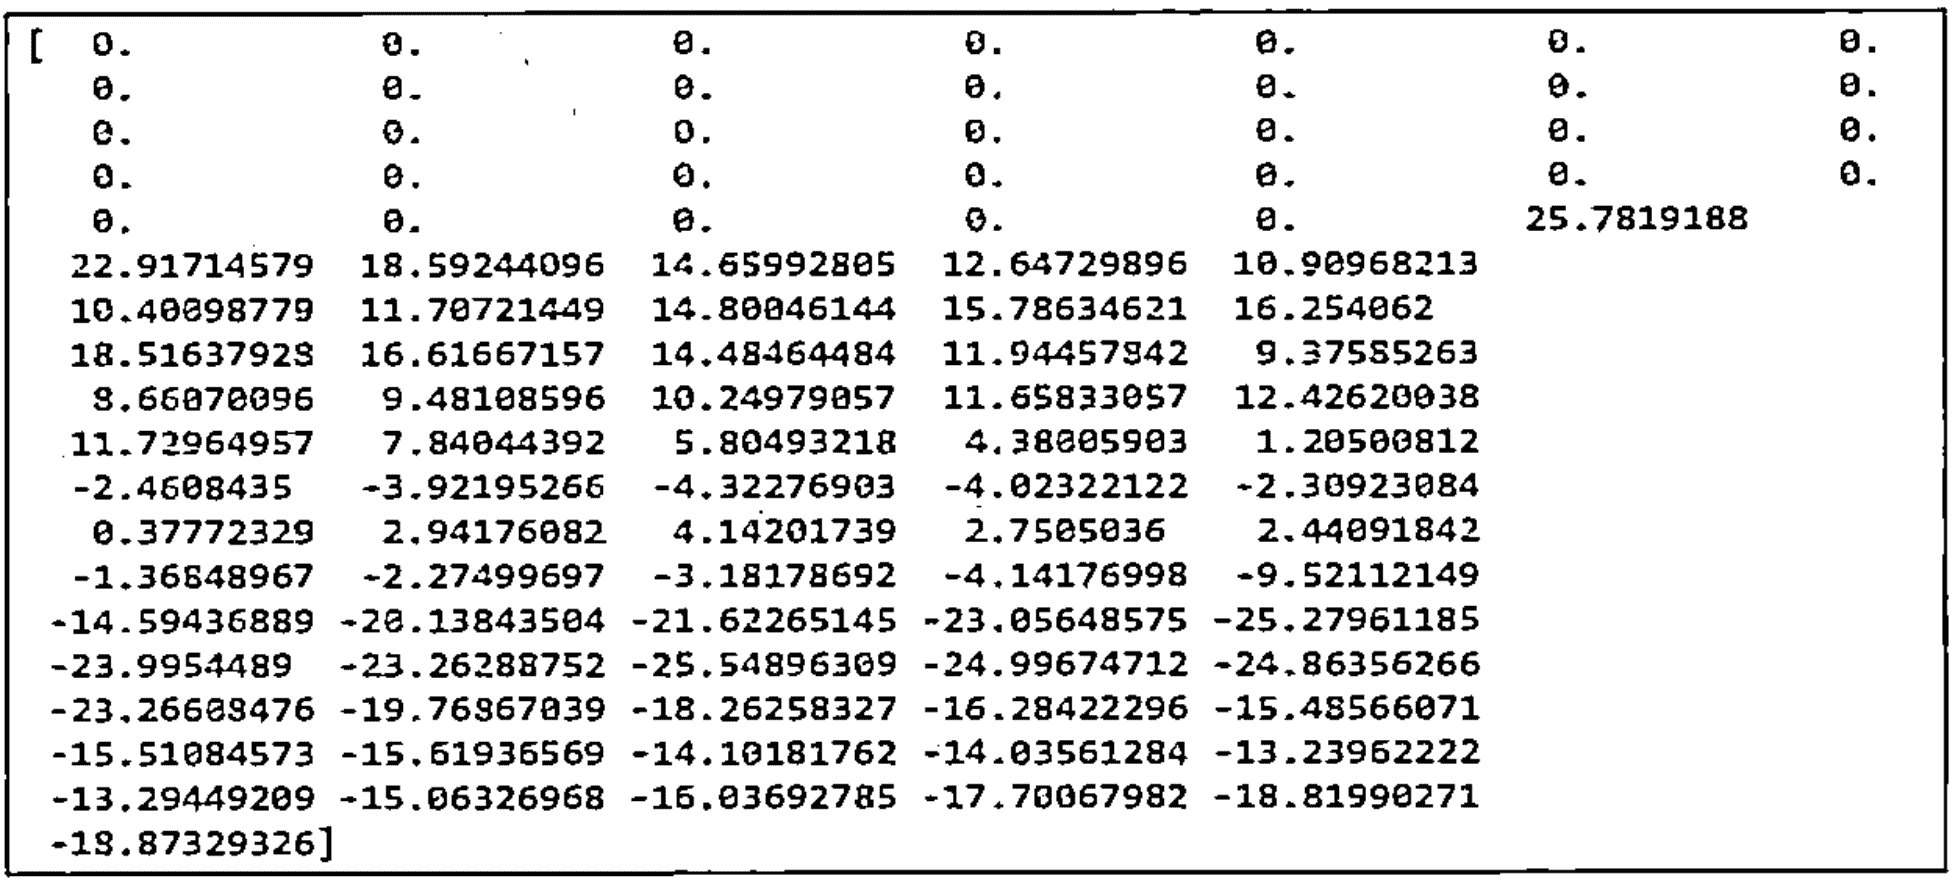 [ 0. 0. 0. 0. 0. 0. 0.
0. 0. 0. 0. 0. 0. 0.
0. 0. 0. 0. 0. 0. 0.
0. 0. 0. 0. 0. 0. 0.
0. 0. 0. 0. 0. 25.7819188
22.91714579 18.59244096 14.65992805 12.64729896 10.90968213
10.40098779 11.70721449 14.80046144 15.78634621 16.254062
18.51637928 16.61667157 14.48464484 11.94457842 9.37585263
8.66070096 9.48108596 10.24979057 11.65833057 12.42620038
11.72964957 7.84044392 5.80493218 4.38005903 1.20500812
-2.4608435 -3.92195266 -4.32276903 -4.02322122 -2.30923084
0.37772329 2.94176082 4.14201739 2.7505036 2.44091842
-1.36848967 -2.27499697 -3.18178692 -4.14176998 -9.52112149
-14.59436889 -20.13843504 -21.62265145 -23.05648575 -25.27961185
-23.9954489 -23.26288752 -25.54896309 -24.99674712 -24.86356266
-23.26608476 -19.76867039 -18.26258327 -16.28422296 -15.48566071
-15.51084573 -15.61936569 -14.10181762 -14.03561284 -13.23962222
-13.29449209 -15.06326968 -16.03692785 -17.70067982 -18.81990271
-18.87329326]